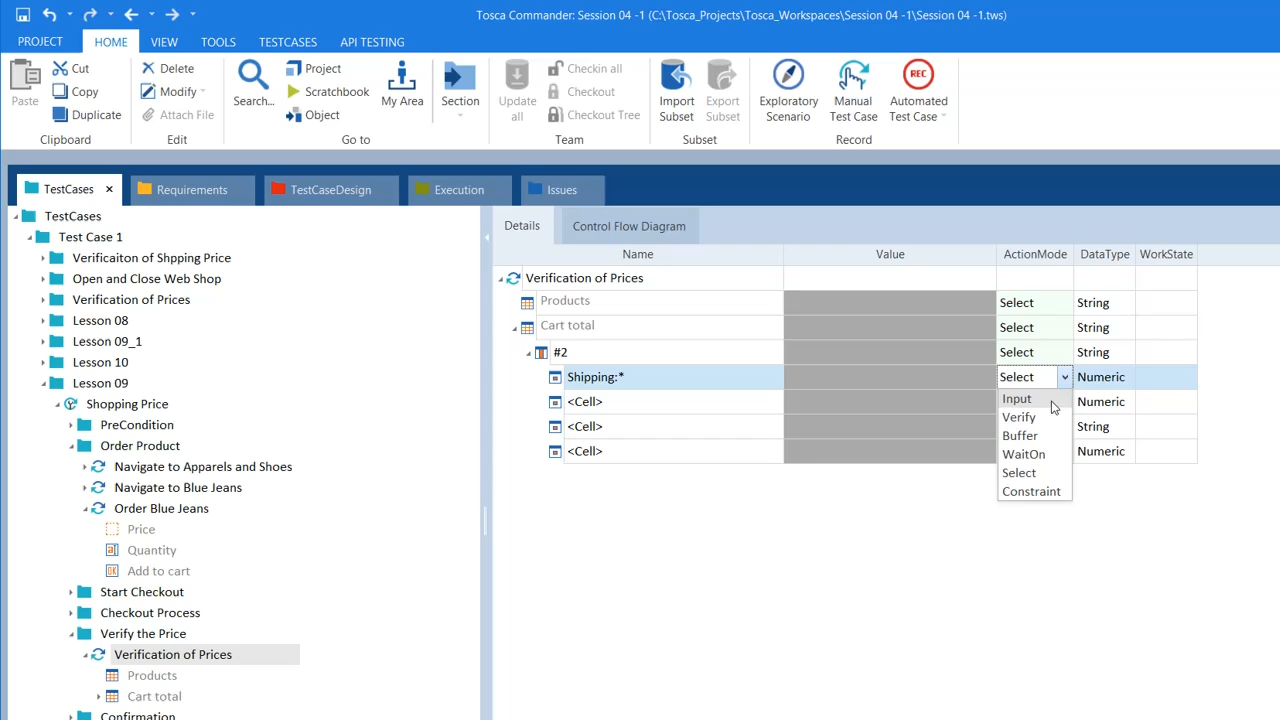 Tosca Commander: Session 04 -1 (C:\Tosca_Projects\Tosca_Workspaces\Session 04 -1\Session 04 -1.tws)
PROJECT HOME VIEW TOOLS TESTCASES API TESTING
Paste
Cut
Copy
Duplicate
Clipboard
Delete
Modify
Attach File
Edit
Search...
Project
Scratchbook
Object
My Area
Section
Go to
Update all
Checkin all
Checkout
Checkout Tree
Team
Import Subset
Export Subset
Subset
Exploratory Scenario
Manual Test Case
REC
Automated Test Case
Record
TestCases Requirements TestCaseDesign Execution Issues
TestCases
Test Case 1
Verificaiton of Shpping Price
Open and Close Web Shop
Verification of Prices
Lesson 08
Lesson 09_1
Lesson 10
Lesson 09
Shopping Price
PreCondition
Order Product
Navigate to Apparels and Shoes
Navigate to Blue Jeans
Order Blue Jeans
Price
Quantity
OK Add to cart
Start Checkout
Checkout Process
Verify the Price
Verification of Prices
Products
Cart total
Confirmation
Details Control Flow Diagram
Name Value ActionMode DataType WorkState
Verification of Prices
Products Select String
Cart total Select String
#2 Select String
Shipping:* Select Numeric
<Cell> Numeric
<Cell> String
<Cell> Numeric
Input
Verify
Buffer
WaitOn
Select
Constraint